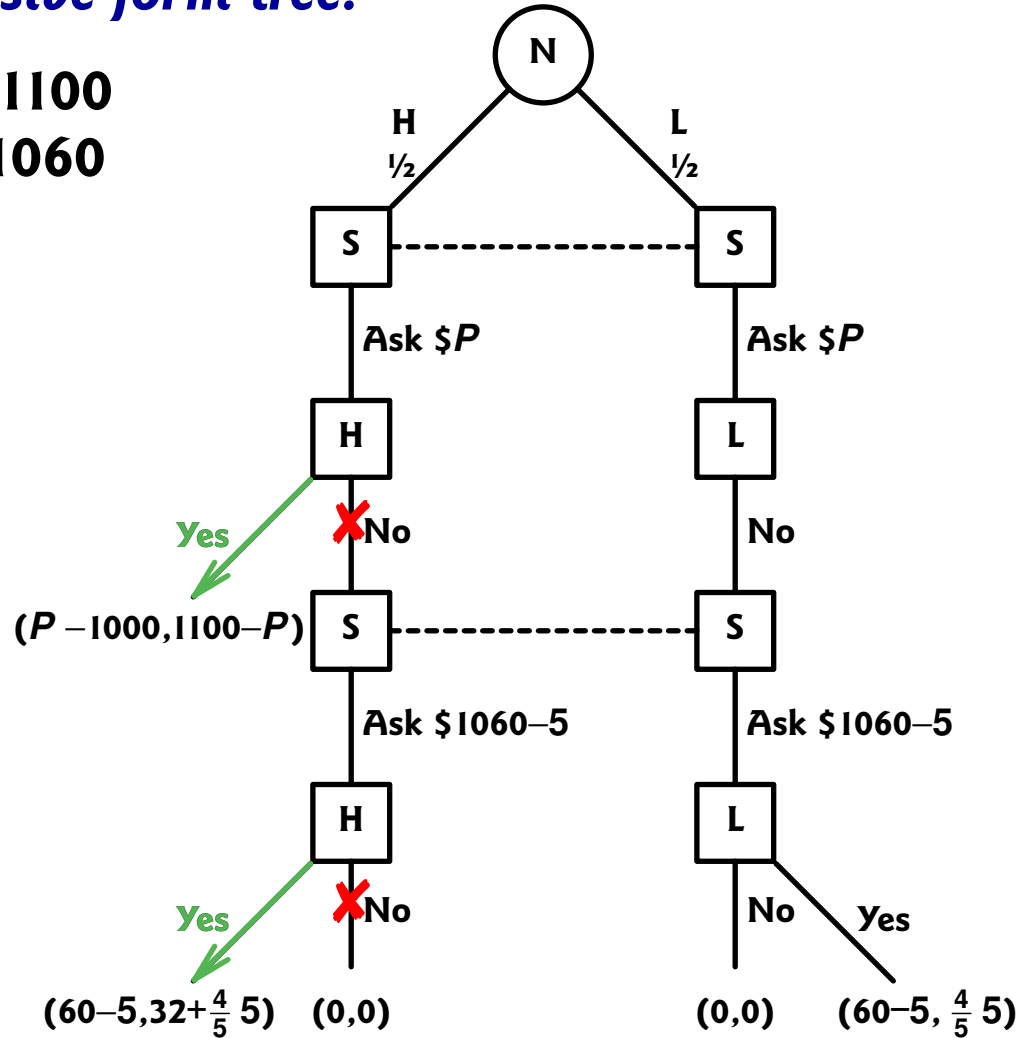 form tree.
N
1100
1060
H
L
½
½
S
S
Ask $P
Ask $P
H
L
Yes
No
No
(P –1000,1100–P)
S
S
Ask $1060–5
Ask $1060–5
H
L
Yes
No
No
Yes
(60–5,32+4/5 5)
(0,0)
(0,0)
(60–5, 4/5 5)